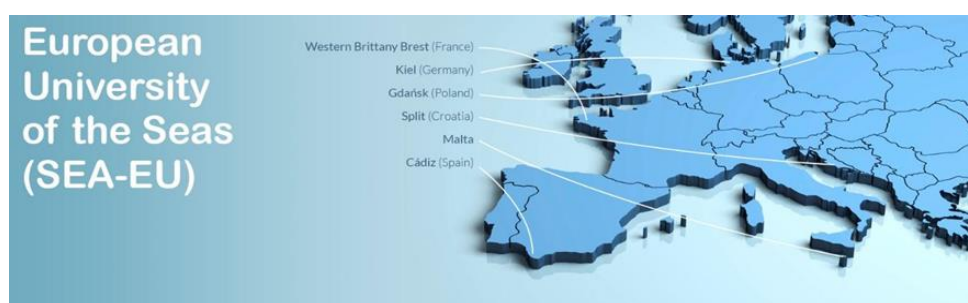 European
University
of the Seas
(SEA-EU)
Western Brittany Brest (France)
Kiel (Germany)
Gdańsk (Poland)
Split (Croatia)
Malta
Cádiz (Spain)